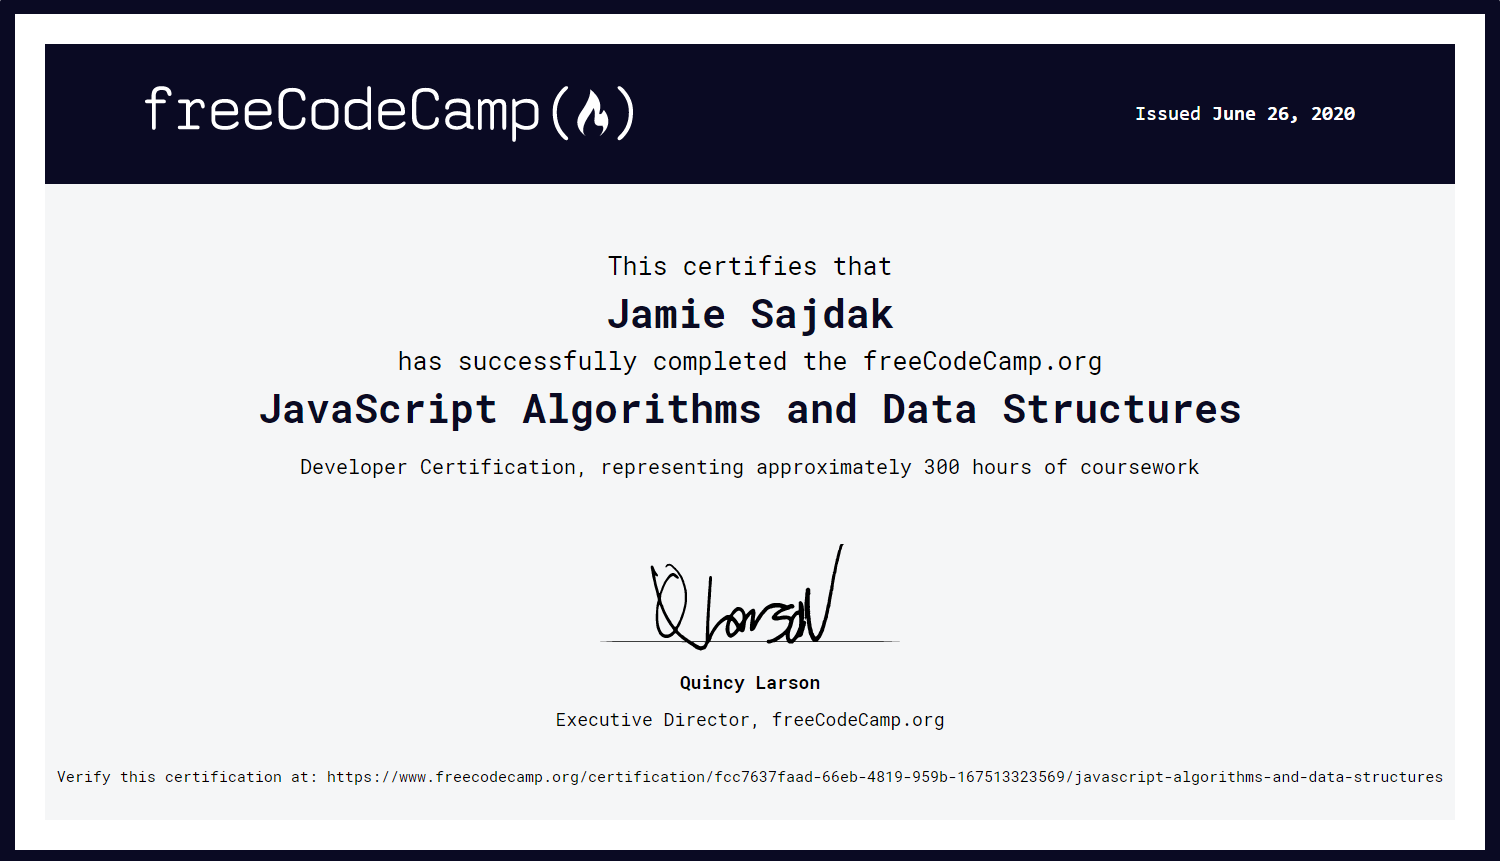 freeCodeCamp
Issued June 26, 2020
This certifies that
Jamie Sajdak
has successfully completed the freeCodeCamp.org
JavaScript Algorithms and Data Structures
Developer Certification, representing approximately 300 hours of coursework
Q Larson
Quincy Larson
Executive Director, freeCodeCamp.org
Verify this certification at: https://www.freecodecamp.org/certification/fcc7637faad-66eb-4819-959b-167513323569/javascript-algorithms-and-data-structures